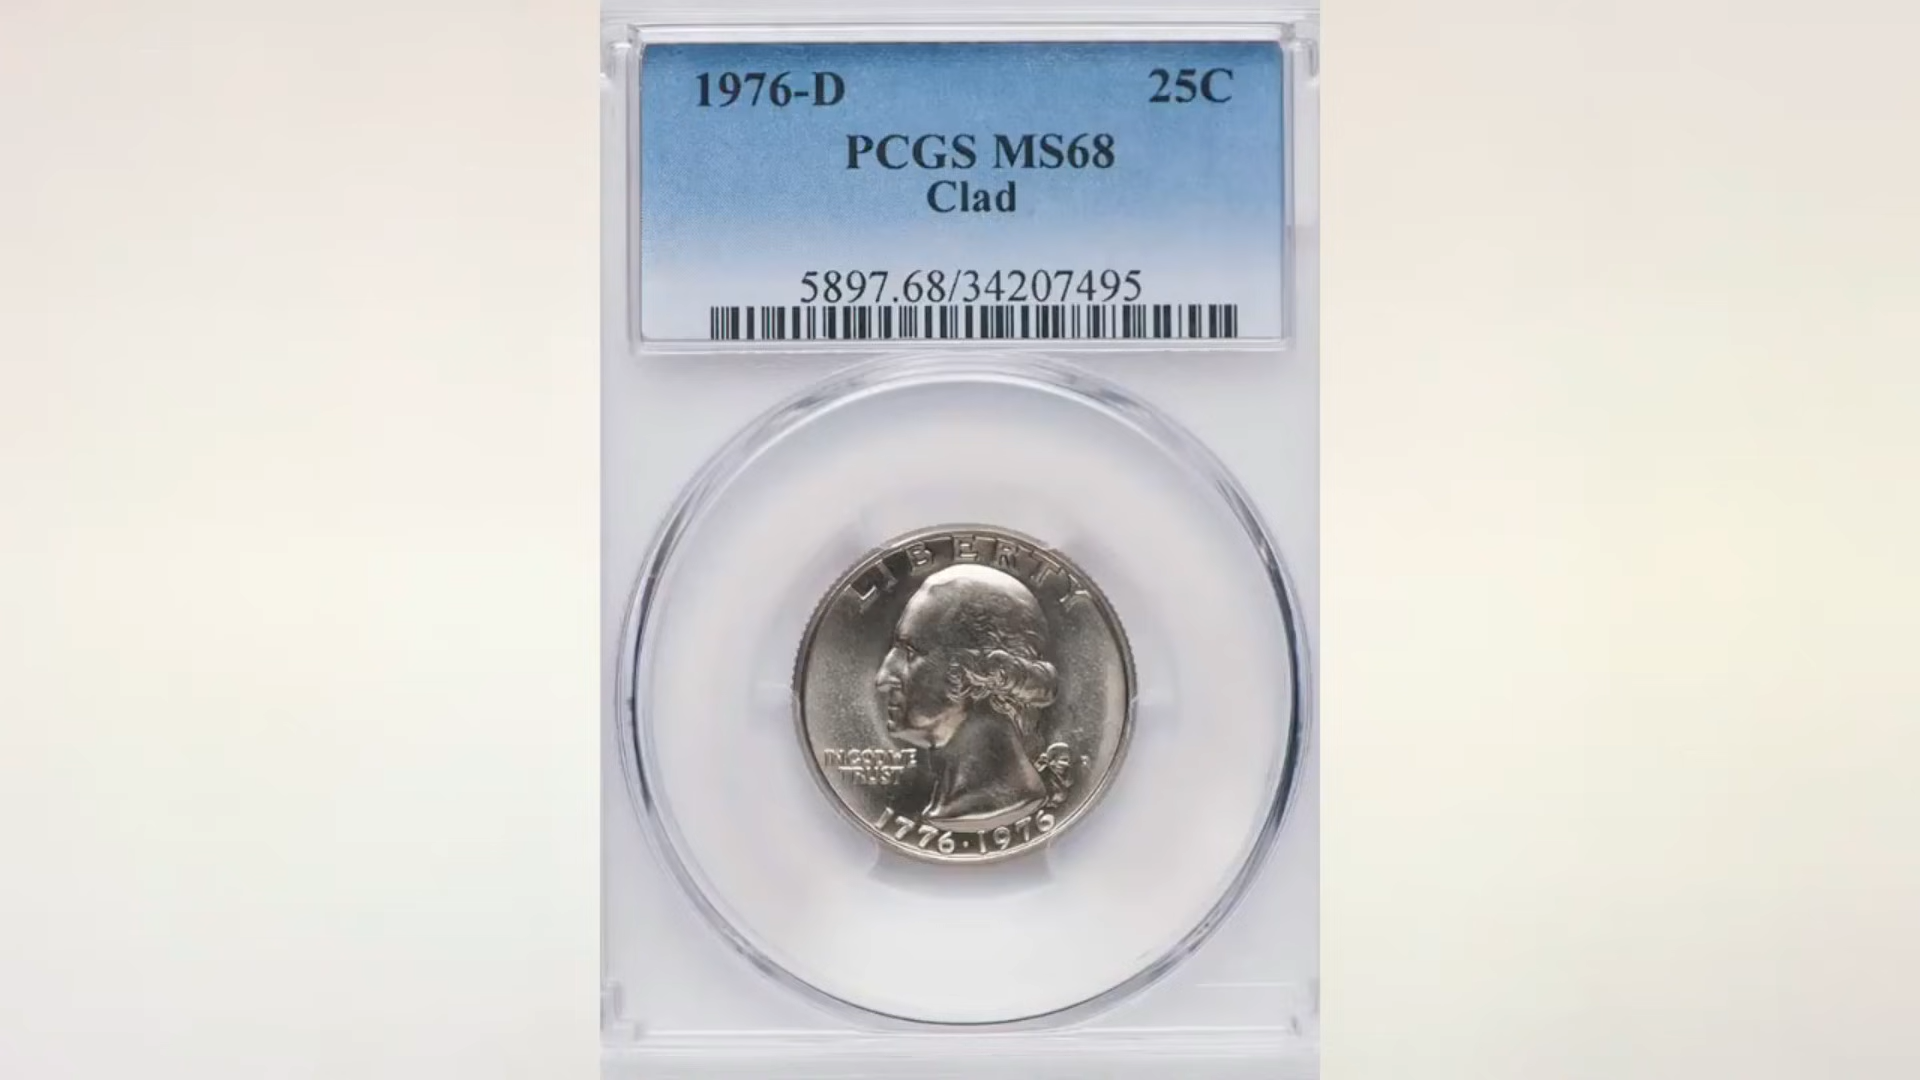 1976-D 25C
PCGS MS68
Clad
5897.68/34207495
LIBERTY
IN GOD WE
TRUST
D
1776·1976